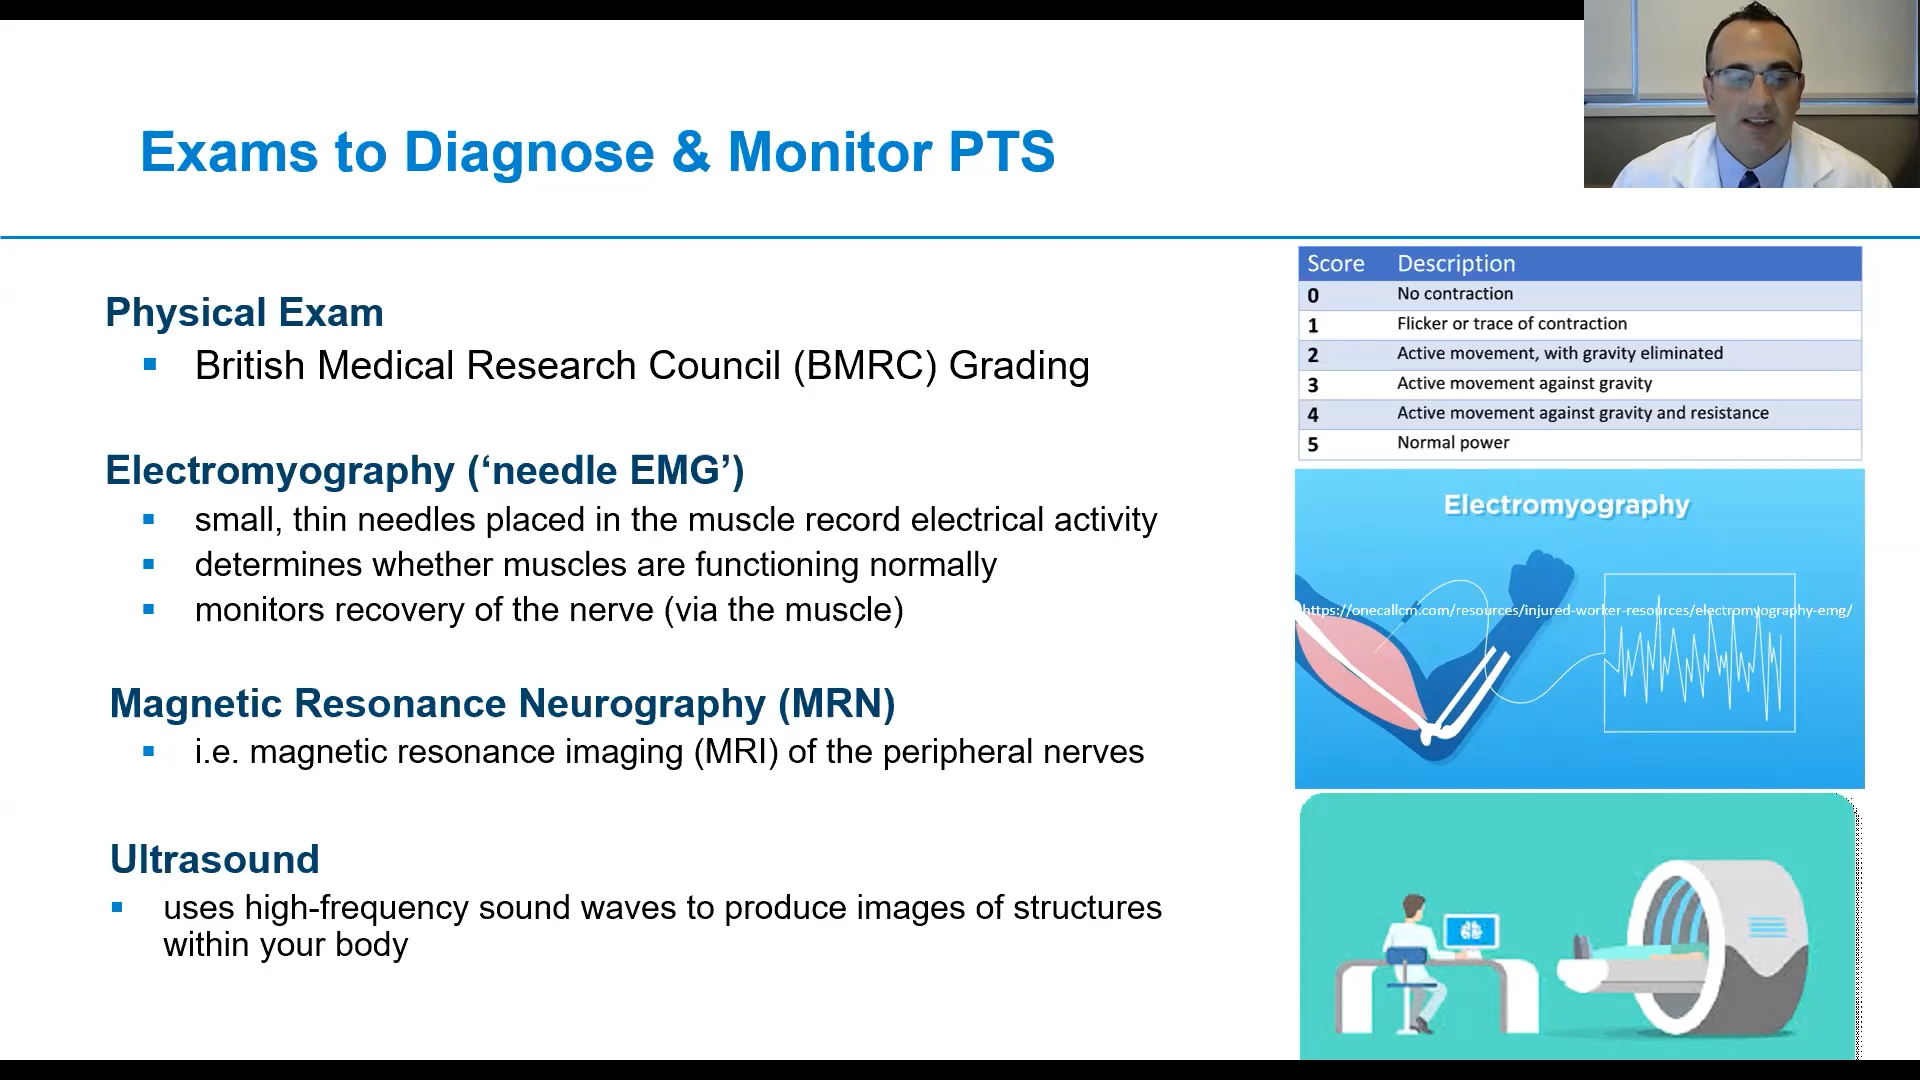 Exams to Diagnose & Monitor PTS
Physical Exam
▪ British Medical Research Council (BMRC) Grading
Electromyography (‘needle EMG’)
▪ small, thin needles placed in the muscle record electrical activity
▪ determines whether muscles are functioning normally
▪ monitors recovery of the nerve (via the muscle)
Magnetic Resonance Neurography (MRN)
▪ i.e. magnetic resonance imaging (MRI) of the peripheral nerves
Ultrasound
▪ uses high-frequency sound waves to produce images of structures
within your body
Score Description
0 No contraction
1 Flicker or trace of contraction
2 Active movement, with gravity eliminated
3 Active movement against gravity
4 Active movement against gravity and resistance
5 Normal power
Electromyography
https://onecallcm.com/resources/injured-worker-resources/electromyography-emg/